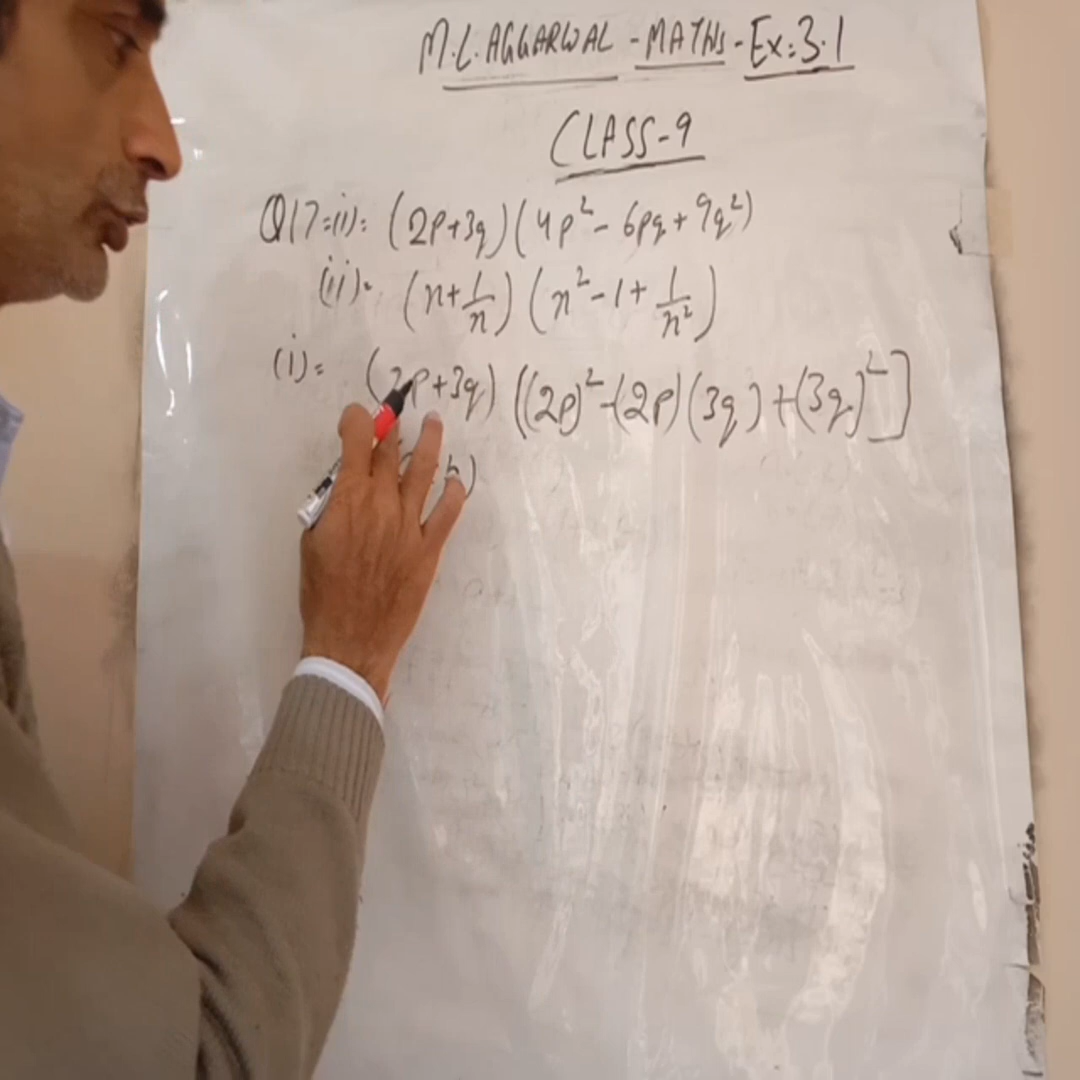 M.L. AGGARWAL - MATHS - Ex: 3.1
CLASS-9
Q17=(i)= (2p+3q)(4p²-6pq+9q²)
(ii)= (x+1/x)(x²-1+1/x²)
(i)= (2p+3q) ((2p)²-(2p)(3q)+(3q)²]
b)